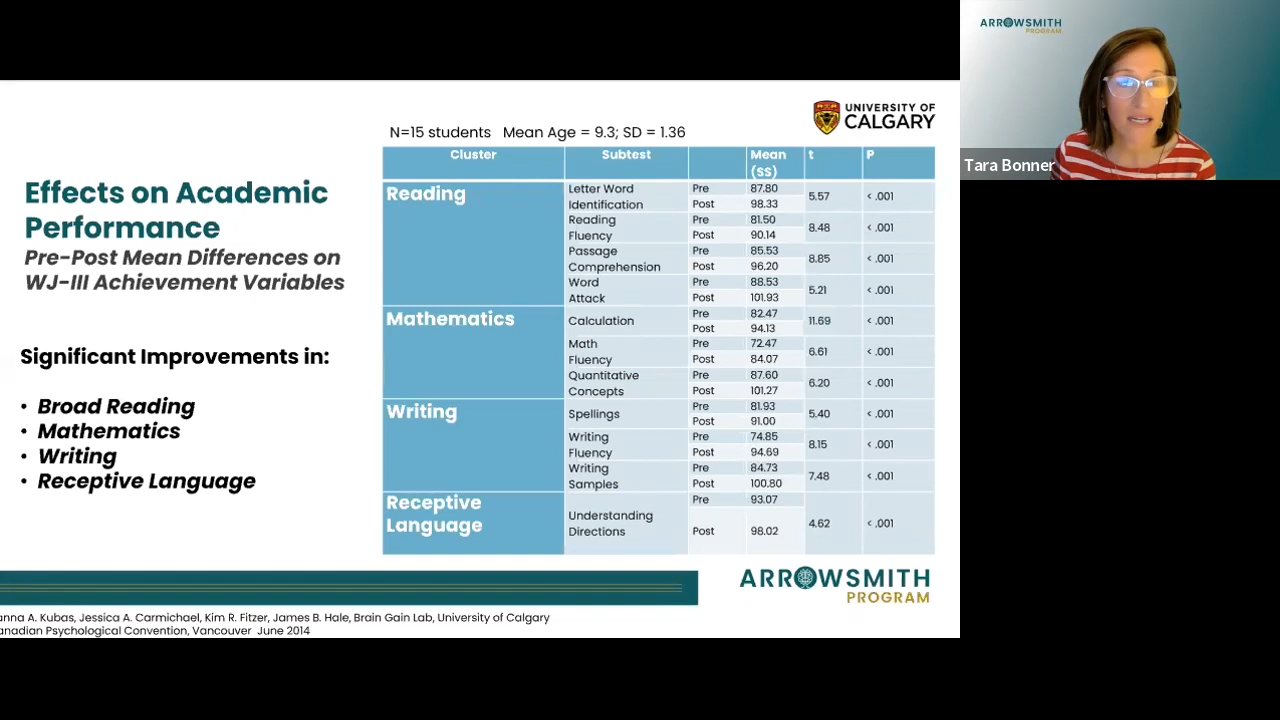 ARROWSMITH
PROGRAM
Tara Bonner
UNIVERSITY OF
CALGARY
N=15 students Mean Age = 9.3; SD = 1.36
Effects on Academic
Performance
Pre-Post Mean Differences on
WJ-III Achievement Variables
Significant Improvements in:
• Broad Reading
• Mathematics
• Writing
• Receptive Language
Cluster Subtest Mean (SS) t P
Reading
Letter Word Identification Pre 87.80 Post 98.33 5.57 < .001
Reading Fluency Pre 81.50 Post 90.14 8.48 < .001
Passage Comprehension Pre 85.53 Post 96.20 8.85 < .001
Word Attack Pre 88.53 Post 101.93 5.21 < .001
Mathematics
Calculation Pre 82.47 Post 94.13 11.69 < .001
Math Fluency Pre 72.47 Post 84.07 6.61 < .001
Quantitative Concepts Pre 87.60 Post 101.27 6.20 < .001
Writing
Spellings Pre 81.93 Post 91.00 5.40 < .001
Writing Fluency Pre 74.85 Post 94.69 8.15 < .001
Writing Samples Pre 84.73 Post 100.80 7.48 < .001
Receptive
Language
Understanding Directions Pre 93.07 Post 98.02 4.62 < .001
ARROWSMITH
PROGRAM
anna A. Kubas, Jessica A. Carmichael, Kim R. Fitzer, James B. Hale, Brain Gain Lab, University of Calgary
anadian Psychological Convention, Vancouver June 2014